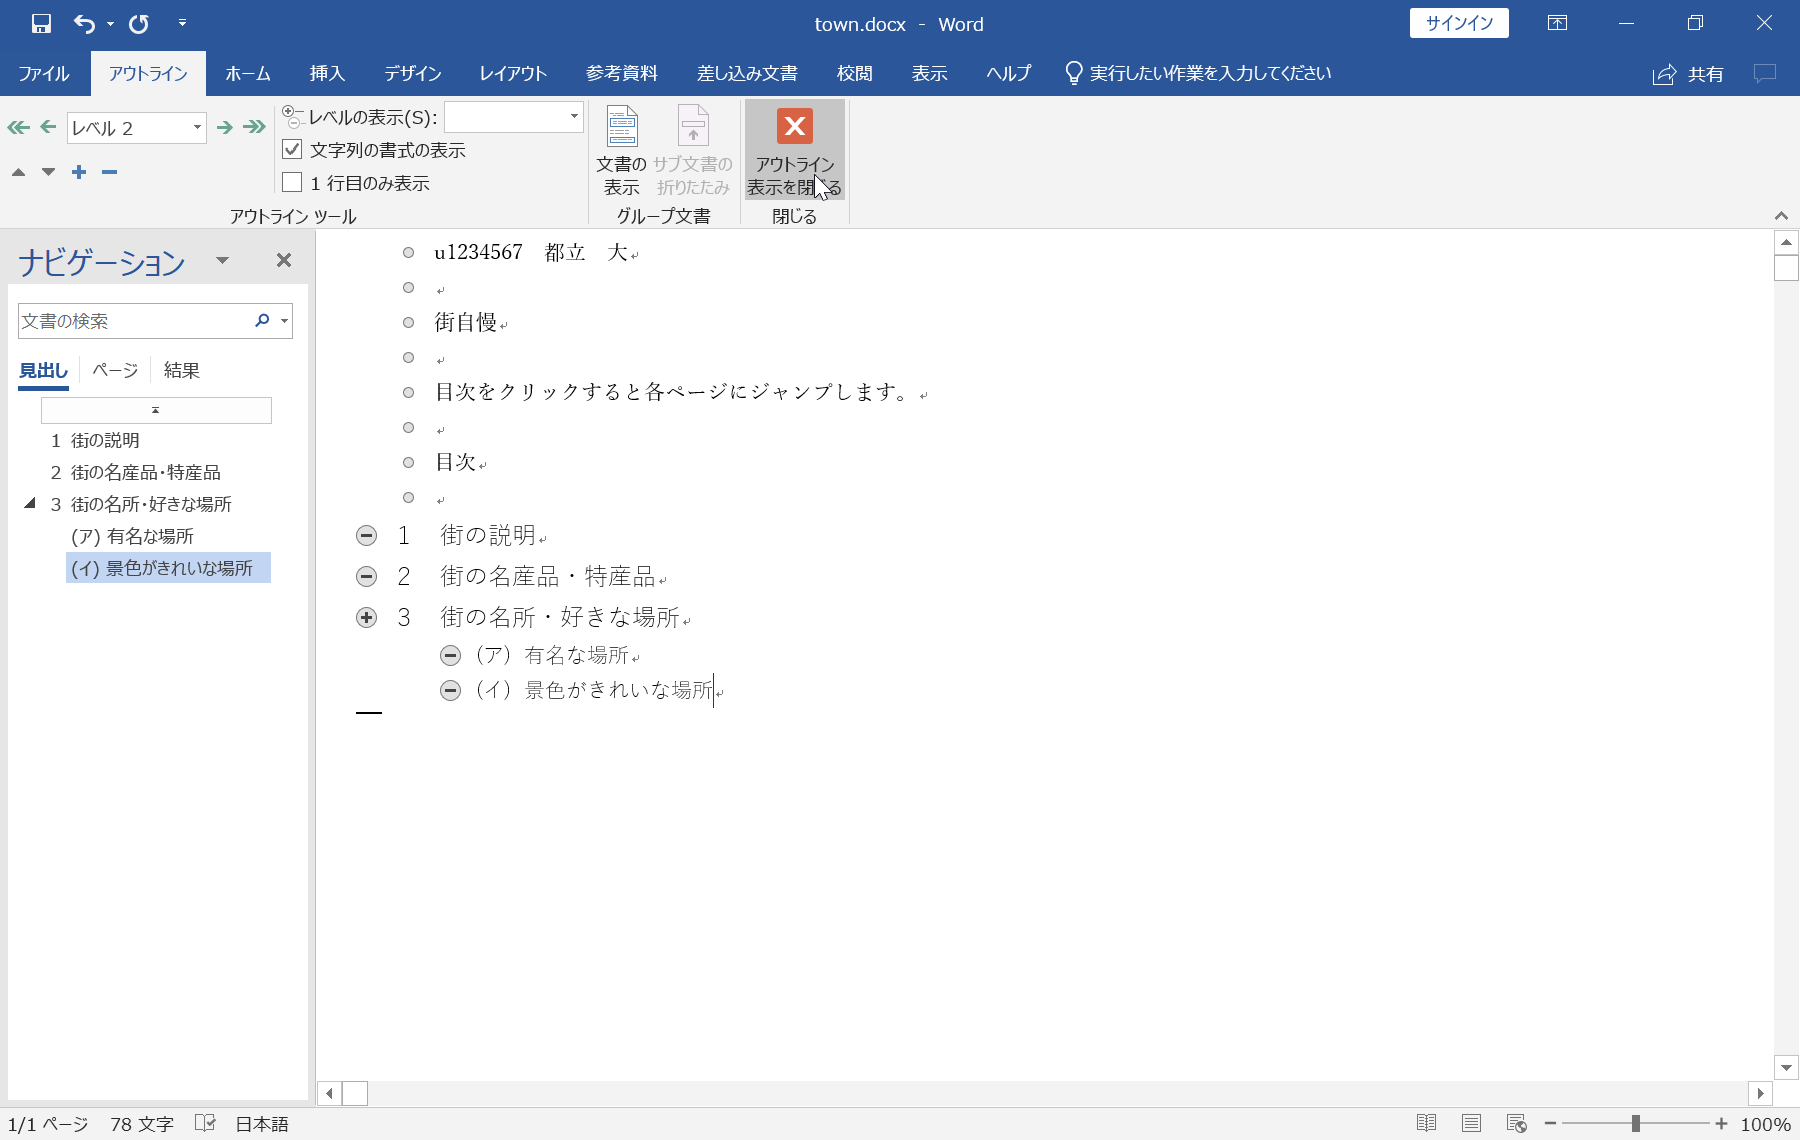 town.docx - Word
サインイン
ファイル アウトライン ホーム 挿入 デザイン レイアウト 参考資料 差し込み文書 校閲 表示 ヘルプ 実行したい作業を入力してください 共有
レベル 2
レベルの表示(S):
文字列の書式の表示
1 行目のみ表示
アウトライン ツール
文書の
表示
サブ文書の
折りたたみ
グループ文書
アウトライン
表示を閉じる
閉じる
ナビゲーション
文書の検索
見出し ページ 結果
1 街の説明
2 街の名産品・特産品
3 街の名所・好きな場所
(ア) 有名な場所
(イ) 景色がきれいな場所
u1234567　都立　大
街自慢
目次をクリックすると各ページにジャンプします。
目次
1 街の説明
2 街の名産品・特産品
3 街の名所・好きな場所
（ア）有名な場所
（イ）景色がきれいな場所
1/1 ページ 78 文字 日本語 100%